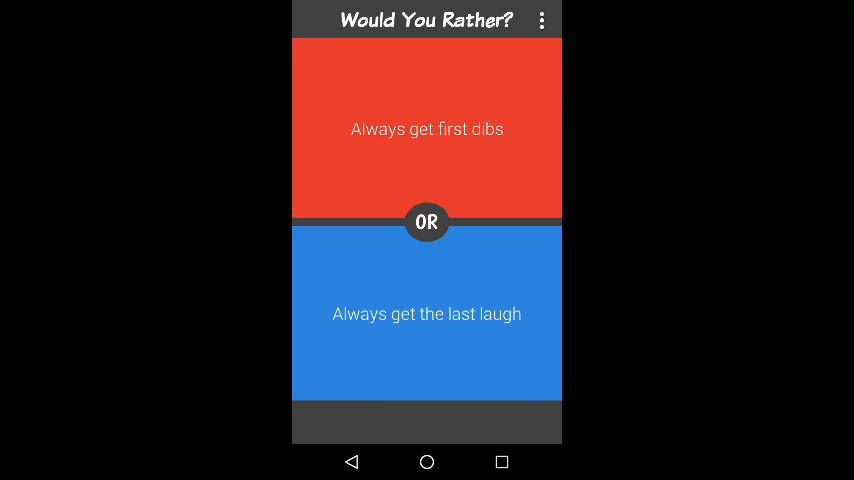 Would You Rather?
Always get first dibs
OR
Always get the last laugh